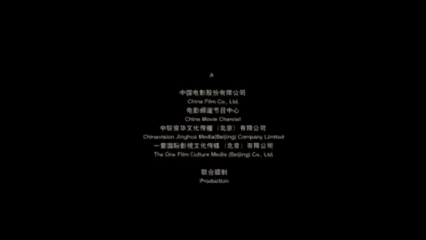 A
中国电影股份有限公司
China Film Co., Ltd.
电影频道节目中心
China Movie Channel
中联京华文化传播（北京）有限公司
Chinavision Jinghua Media(Beijing) Company Limited
一壹国际影视文化传媒（北京）有限公司
The One Film Culture Media (Beijing) Co., Ltd.
联合摄制
Production